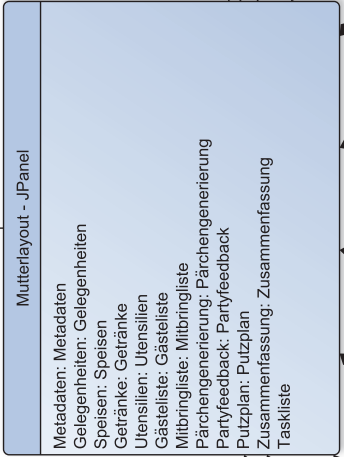 Mutterlayout - JPanel
Metadaten: Metadaten
Gelegenheiten: Gelegenheiten
Speisen: Speisen
Getränke: Getränke
Utensilien: Utensilien
Gästeliste: Gästeliste
Mitbringliste: Mitbringliste
Pärchengenerierung: Pärchengenerierung
Partyfeedback: Partyfeedback
Putzplan: Putzplan
Zusammenfassung: Zusammenfassung
Taskliste